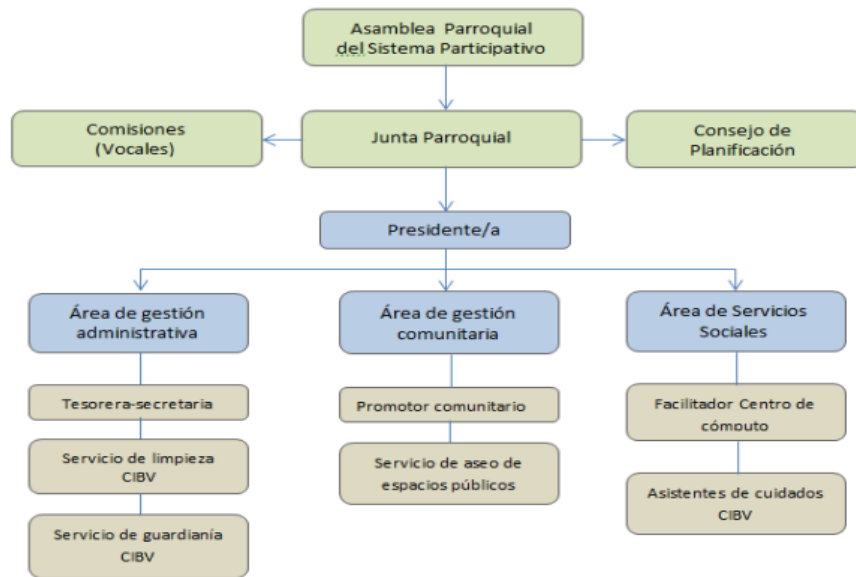 Asamblea Parroquial
del Sistema Participativo
Comisiones
(Vocales)
Junta Parroquial
Consejo de
Planificación
Presidente/a
Área de gestión
administrativa
Área de gestión
comunitaria
Área de Servicios
Sociales
Tesorera-secretaria
Servicio de limpieza
CIBV
Servicio de guardianía
CIBV
Promotor comunitario
Servicio de aseo de
espacios públicos
Facilitador Centro de
cómputo
Asistentes de cuidados
CIBV